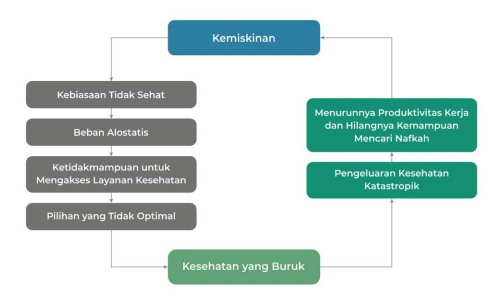 Kemiskinan
Kebiasaan Tidak Sehat
Beban Alostatis
Ketidakmampuan untuk
Mengakses Layanan Kesehatan
Pilihan yang Tidak Optimal
Kesehatan yang Buruk
Pengeluaran Kesehatan
Katastropik
Menurunnya Produktivitas Kerja
dan Hilangnya Kemampuan
Mencari Nafkah